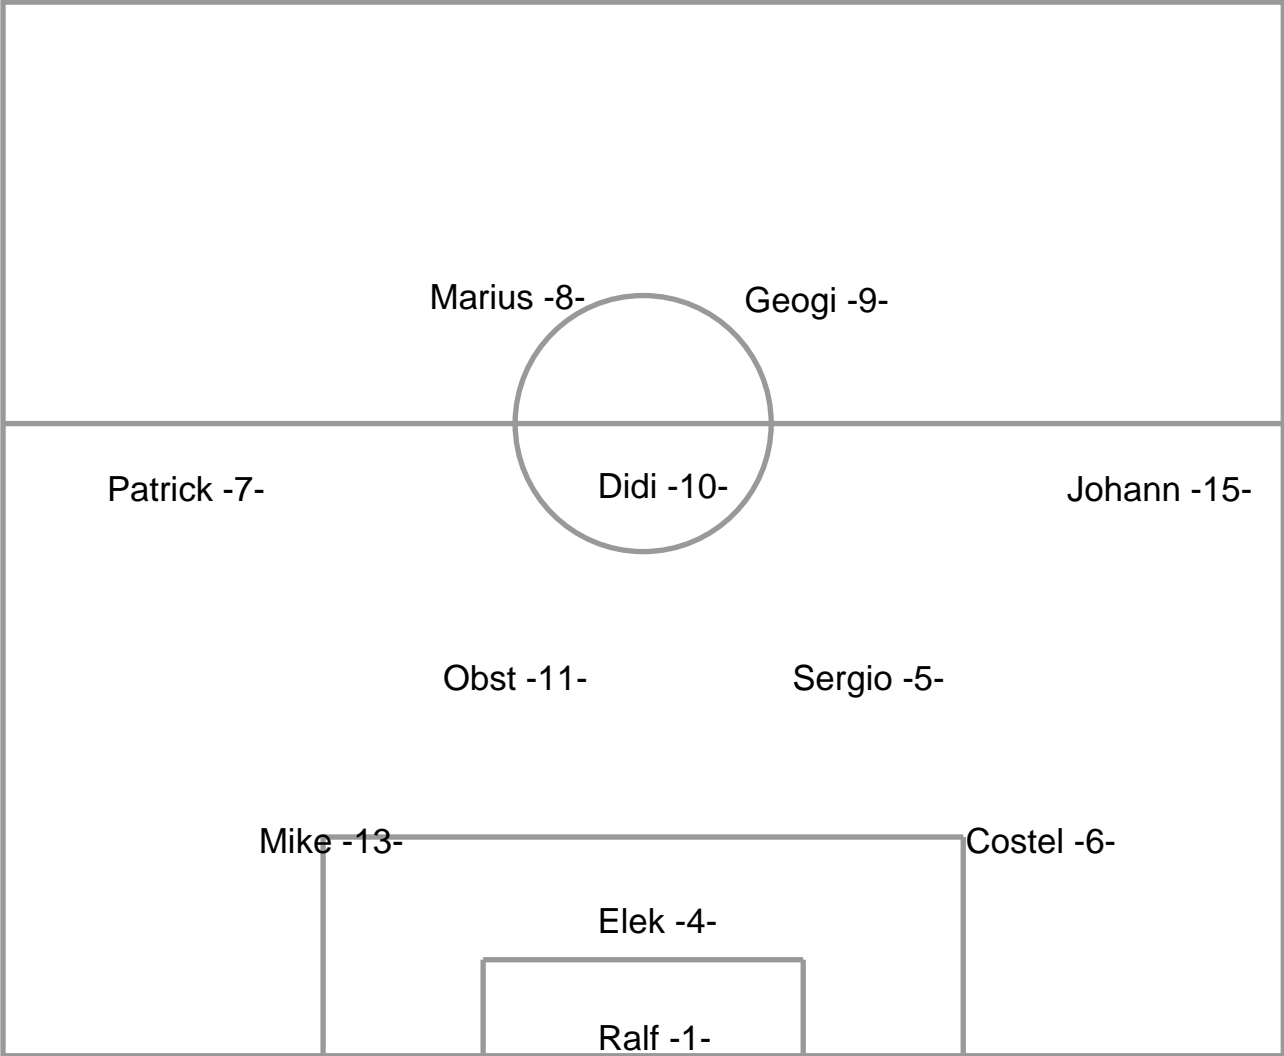 Marius -8-
Geogi -9-
Patrick -7-
Didi -10-
Johann -15-
Obst -11-
Sergio -5-
Mike -13-
Costel -6-
Elek -4-
Ralf -1-